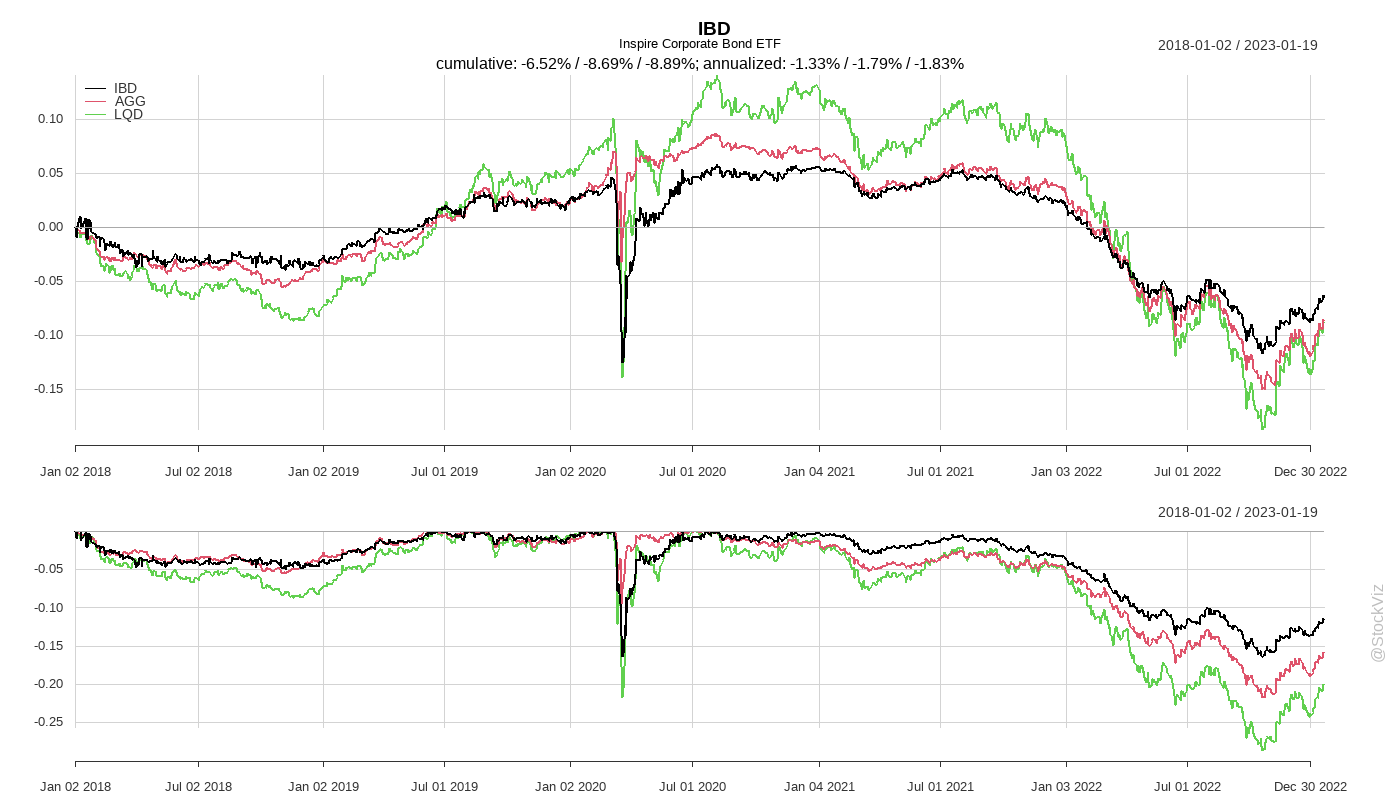 IBD
Inspire Corporate Bond ETF
2018-01-02 / 2023-01-19
cumulative: -6.52% / -8.69% / -8.89%; annualized: -1.33% / -1.79% / -1.83%
IBD
AGG
LQD
0.10
0.05
0.00
-0.05
-0.10
-0.15
Jan 02 2018 Jul 02 2018 Jan 02 2019 Jul 01 2019 Jan 02 2020 Jul 01 2020 Jan 04 2021 Jul 01 2021 Jan 03 2022 Jul 01 2022 Dec 30 2022
2018-01-02 / 2023-01-19
-0.05
-0.10
-0.15
-0.20
-0.25
Jan 02 2018 Jul 02 2018 Jan 02 2019 Jul 01 2019 Jan 02 2020 Jul 01 2020 Jan 04 2021 Jul 01 2021 Jan 03 2022 Jul 01 2022 Dec 30 2022
@StockViz